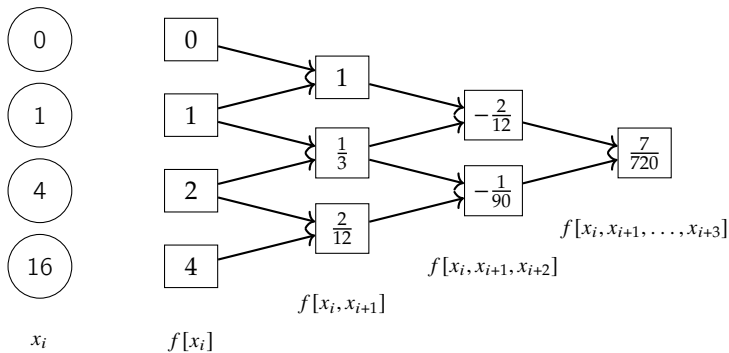 0 0
1
1 1
-2/12
1/3 7/720
4 2
-1/90
2/12
16 4
f[x_i, x_{i+1}, ..., x_{i+3}]
f[x_i, x_{i+1}, x_{i+2}]
f[x_i, x_{i+1}]
x_i f[x_i]